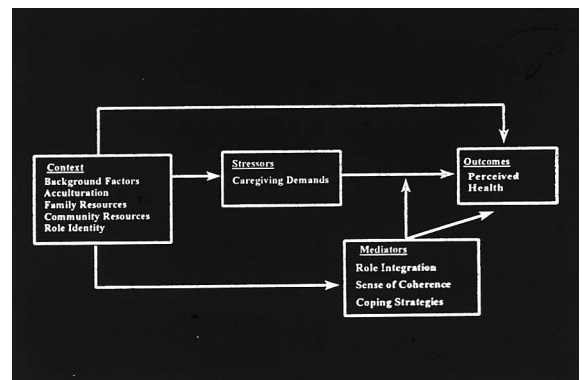 Context
Background Factors
Acculturation
Family Resources
Community Resources
Role Identity
Stressors
Caregiving Demands
Outcomes
Perceived
Health
Mediators
Role Integration
Sense of Coherence
Coping Strategies